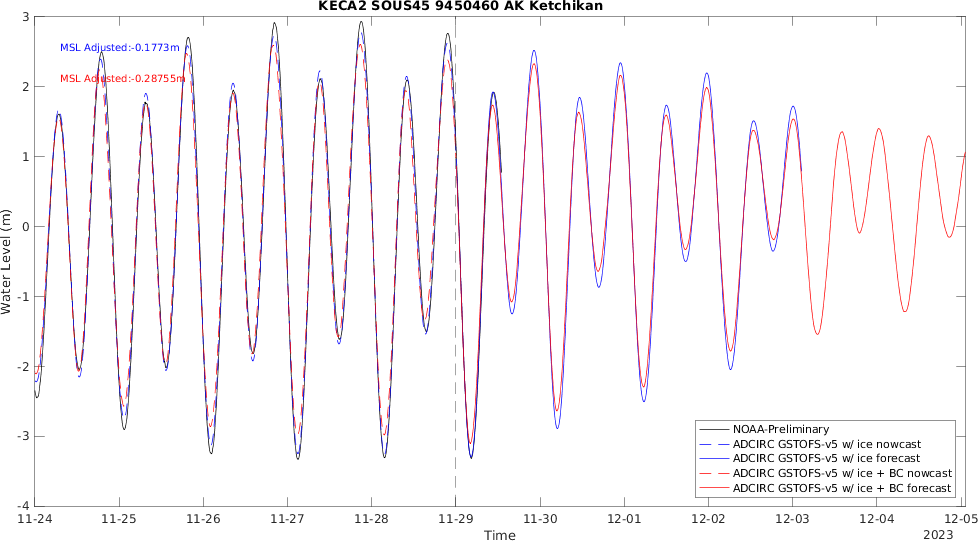 KECA2 SOUS45 9450460 AK Ketchikan
3
MSL Adjusted:-0.1773m
MSL Adjusted:-0.28755m
2
1
0
-1
-2
-3
-4
Water Level (m)
NOAA-Preliminary
ADCIRC GSTOFS-v5 w/ ice nowcast
ADCIRC GSTOFS-v5 w/ ice forecast
ADCIRC GSTOFS-v5 w/ ice + BC nowcast
ADCIRC GSTOFS-v5 w/ ice + BC forecast
11-24 11-25 11-26 11-27 11-28 11-29 11-30 12-01 12-02 12-03 12-04 12-05
Time
2023